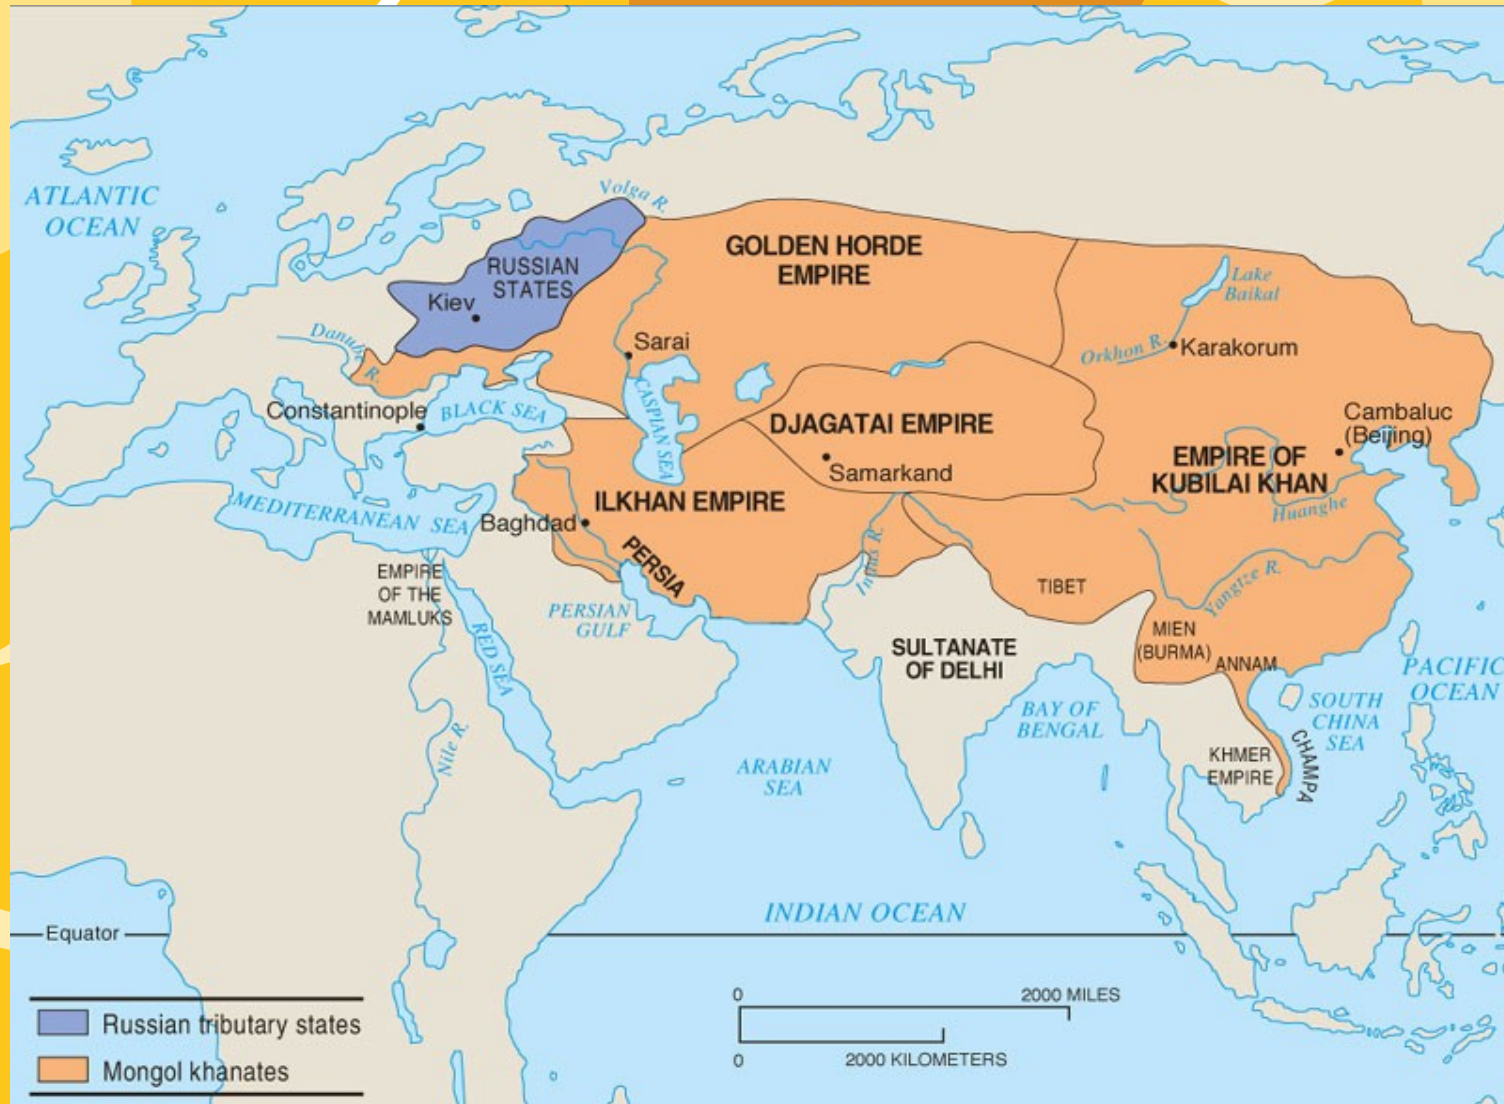 Volga R.
ATLANTIC
OCEAN
GOLDEN HORDE
EMPIRE
RUSSIAN
STATES
Kiev
Lake
Baikal
Danube R.
Sarai
Orkhon R.
Karakorum
CASPIAN SEA
Constantinople
BLACK SEA
DJAGATAI EMPIRE
Cambaluc
(Beijing)
Samarkand
EMPIRE OF
KUBILAI KHAN
MEDITERRANEAN SEA
ILKHAN EMPIRE
Huanghe
Baghdad
PERSIA
Indus R.
EMPIRE
OF THE
MAMLUKS
TIBET
Yangtze R.
PERSIAN
GULF
RED SEA
SULTANATE
OF DELHI
MIEN
(BURMA)
ANNAM
PACIFIC
OCEAN
BAY OF
BENGAL
SOUTH
CHINA
SEA
Nile R.
ARABIAN
SEA
KHMER
EMPIRE
CHAMPA
INDIAN OCEAN
Equator
0 2000 MILES
0 2000 KILOMETERS
Russian tributary states
Mongol khanates